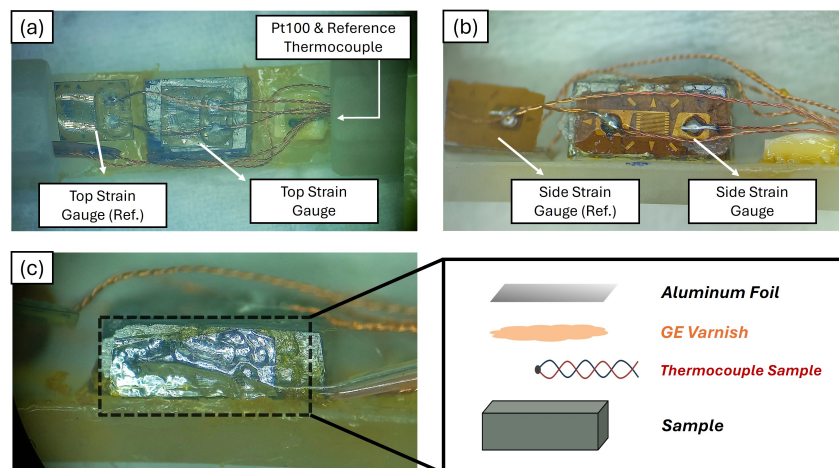 (a)
Pt100 & Reference
Thermocouple
Top Strain
Gauge (Ref.)
Top Strain
Gauge
(b)
Side Strain
Gauge (Ref.)
Side Strain
Gauge
(c)
Aluminum Foil
GE Varnish
Thermocouple Sample
Sample